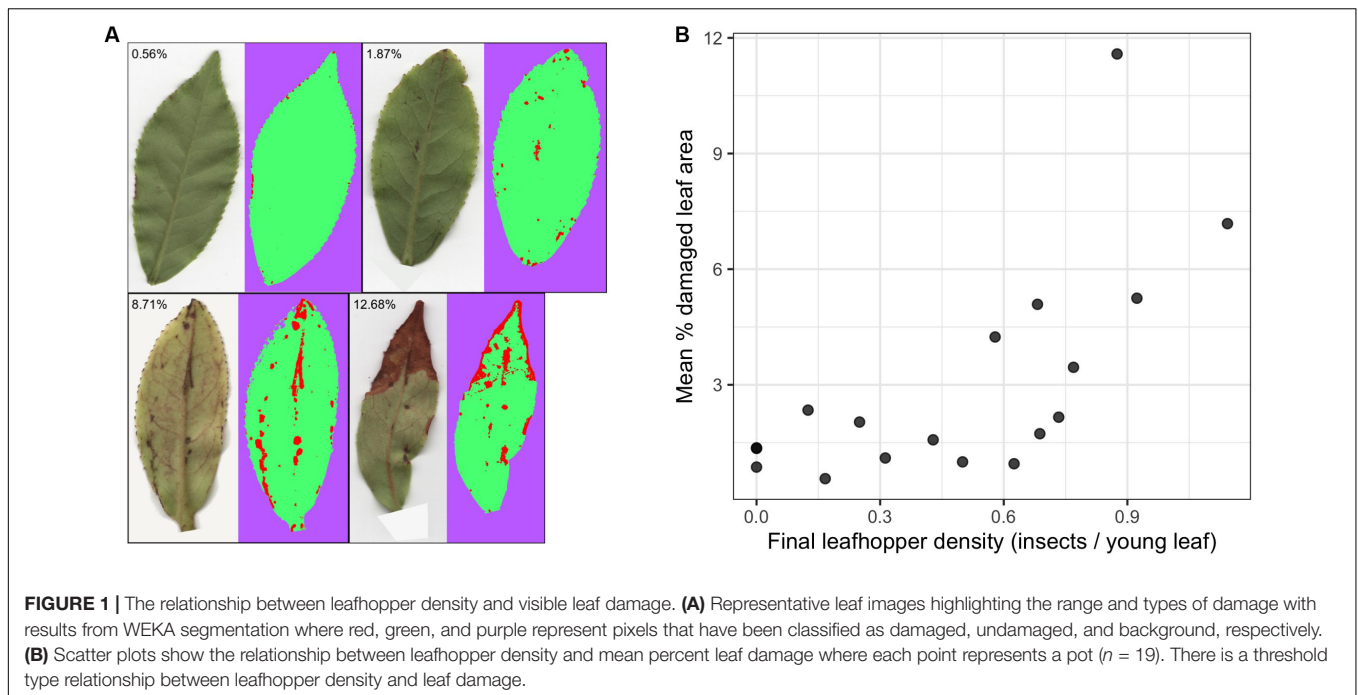 A
0.56%
1.87%
8.71%
12.68%
B
12
9
6
3
Mean % damaged leaf area
0.0 0.3 0.6 0.9
Final leafhopper density (insects / young leaf)
FIGURE 1 | The relationship between leafhopper density and visible leaf damage. (A) Representative leaf images highlighting the range and types of damage with
results from WEKA segmentation where red, green, and purple represent pixels that have been classified as damaged, undamaged, and background, respectively.
(B) Scatter plots show the relationship between leafhopper density and mean percent leaf damage where each point represents a pot (n = 19). There is a threshold
type relationship between leafhopper density and leaf damage.